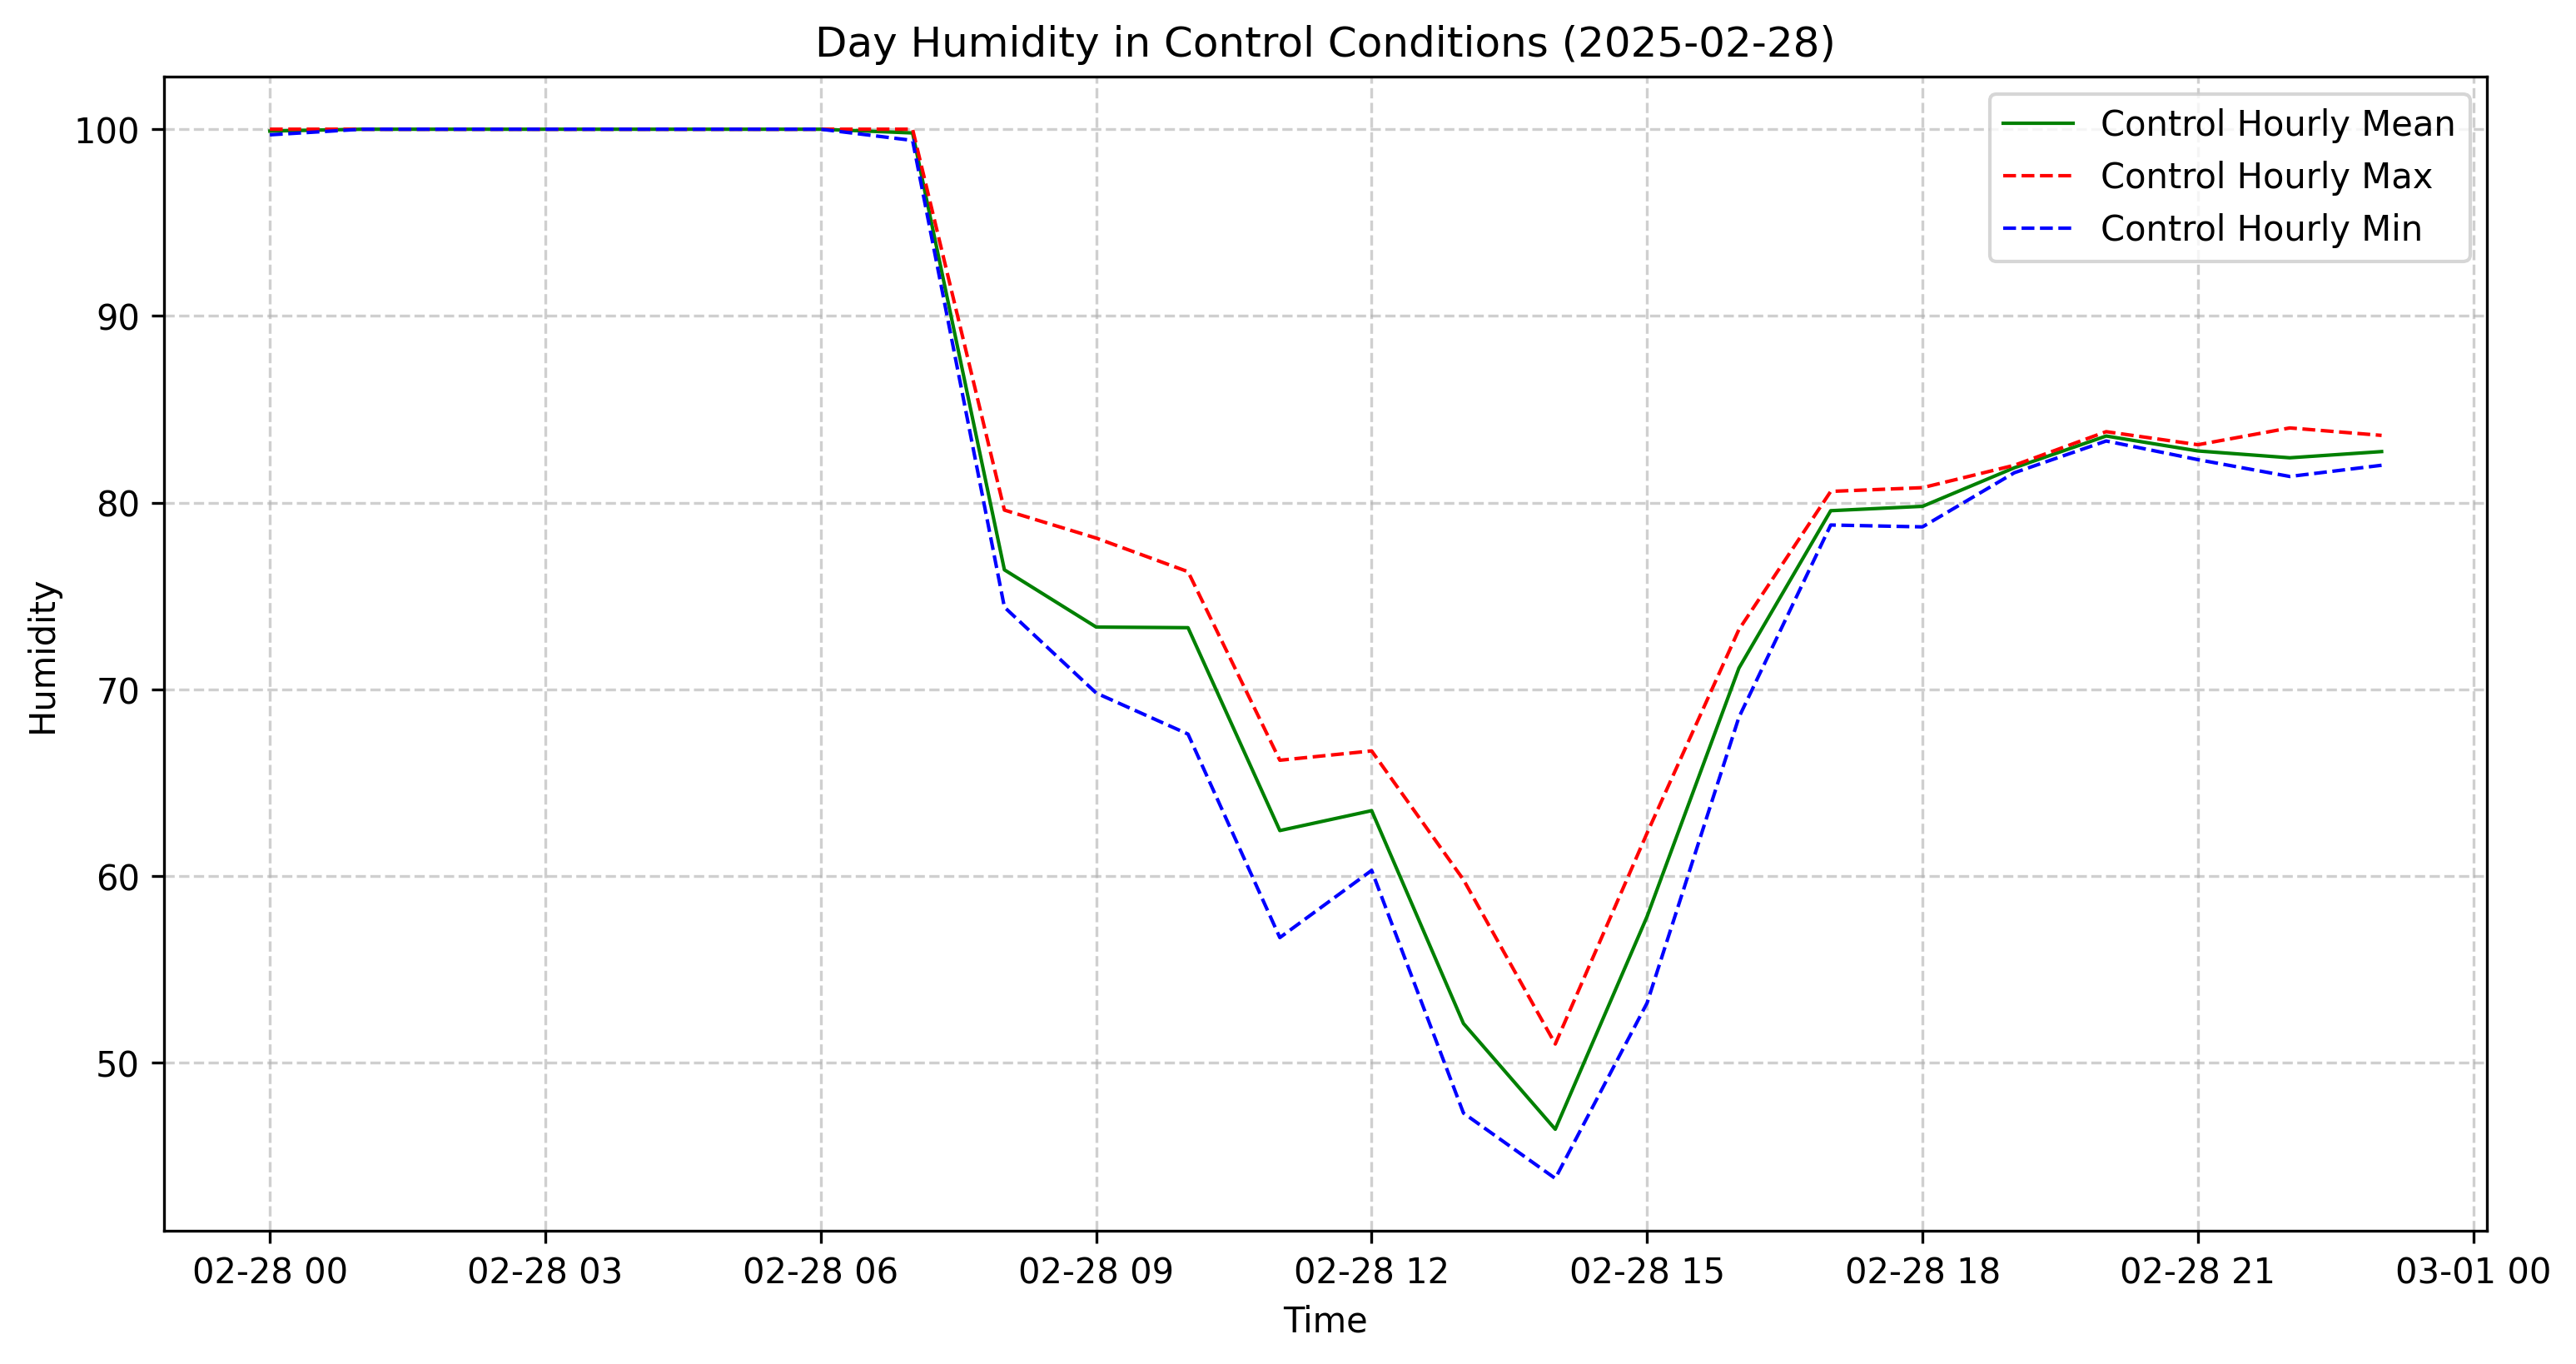 Day Humidity in Control Conditions (2025-02-28)
Control Hourly Mean
Control Hourly Max
Control Hourly Min
Humidity
100
90
80
70
60
50
02-28 00
02-28 03
02-28 06
02-28 09
02-28 12
02-28 15
02-28 18
02-28 21
03-01 00
Time